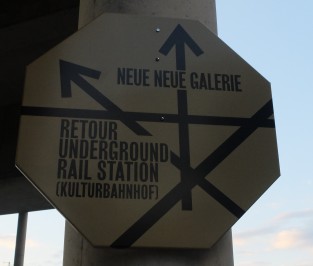 NEUE NEUE GALERIE
RETOUR
UNDERGROUND
RAIL STATION
(KULTURBAHNHOF)